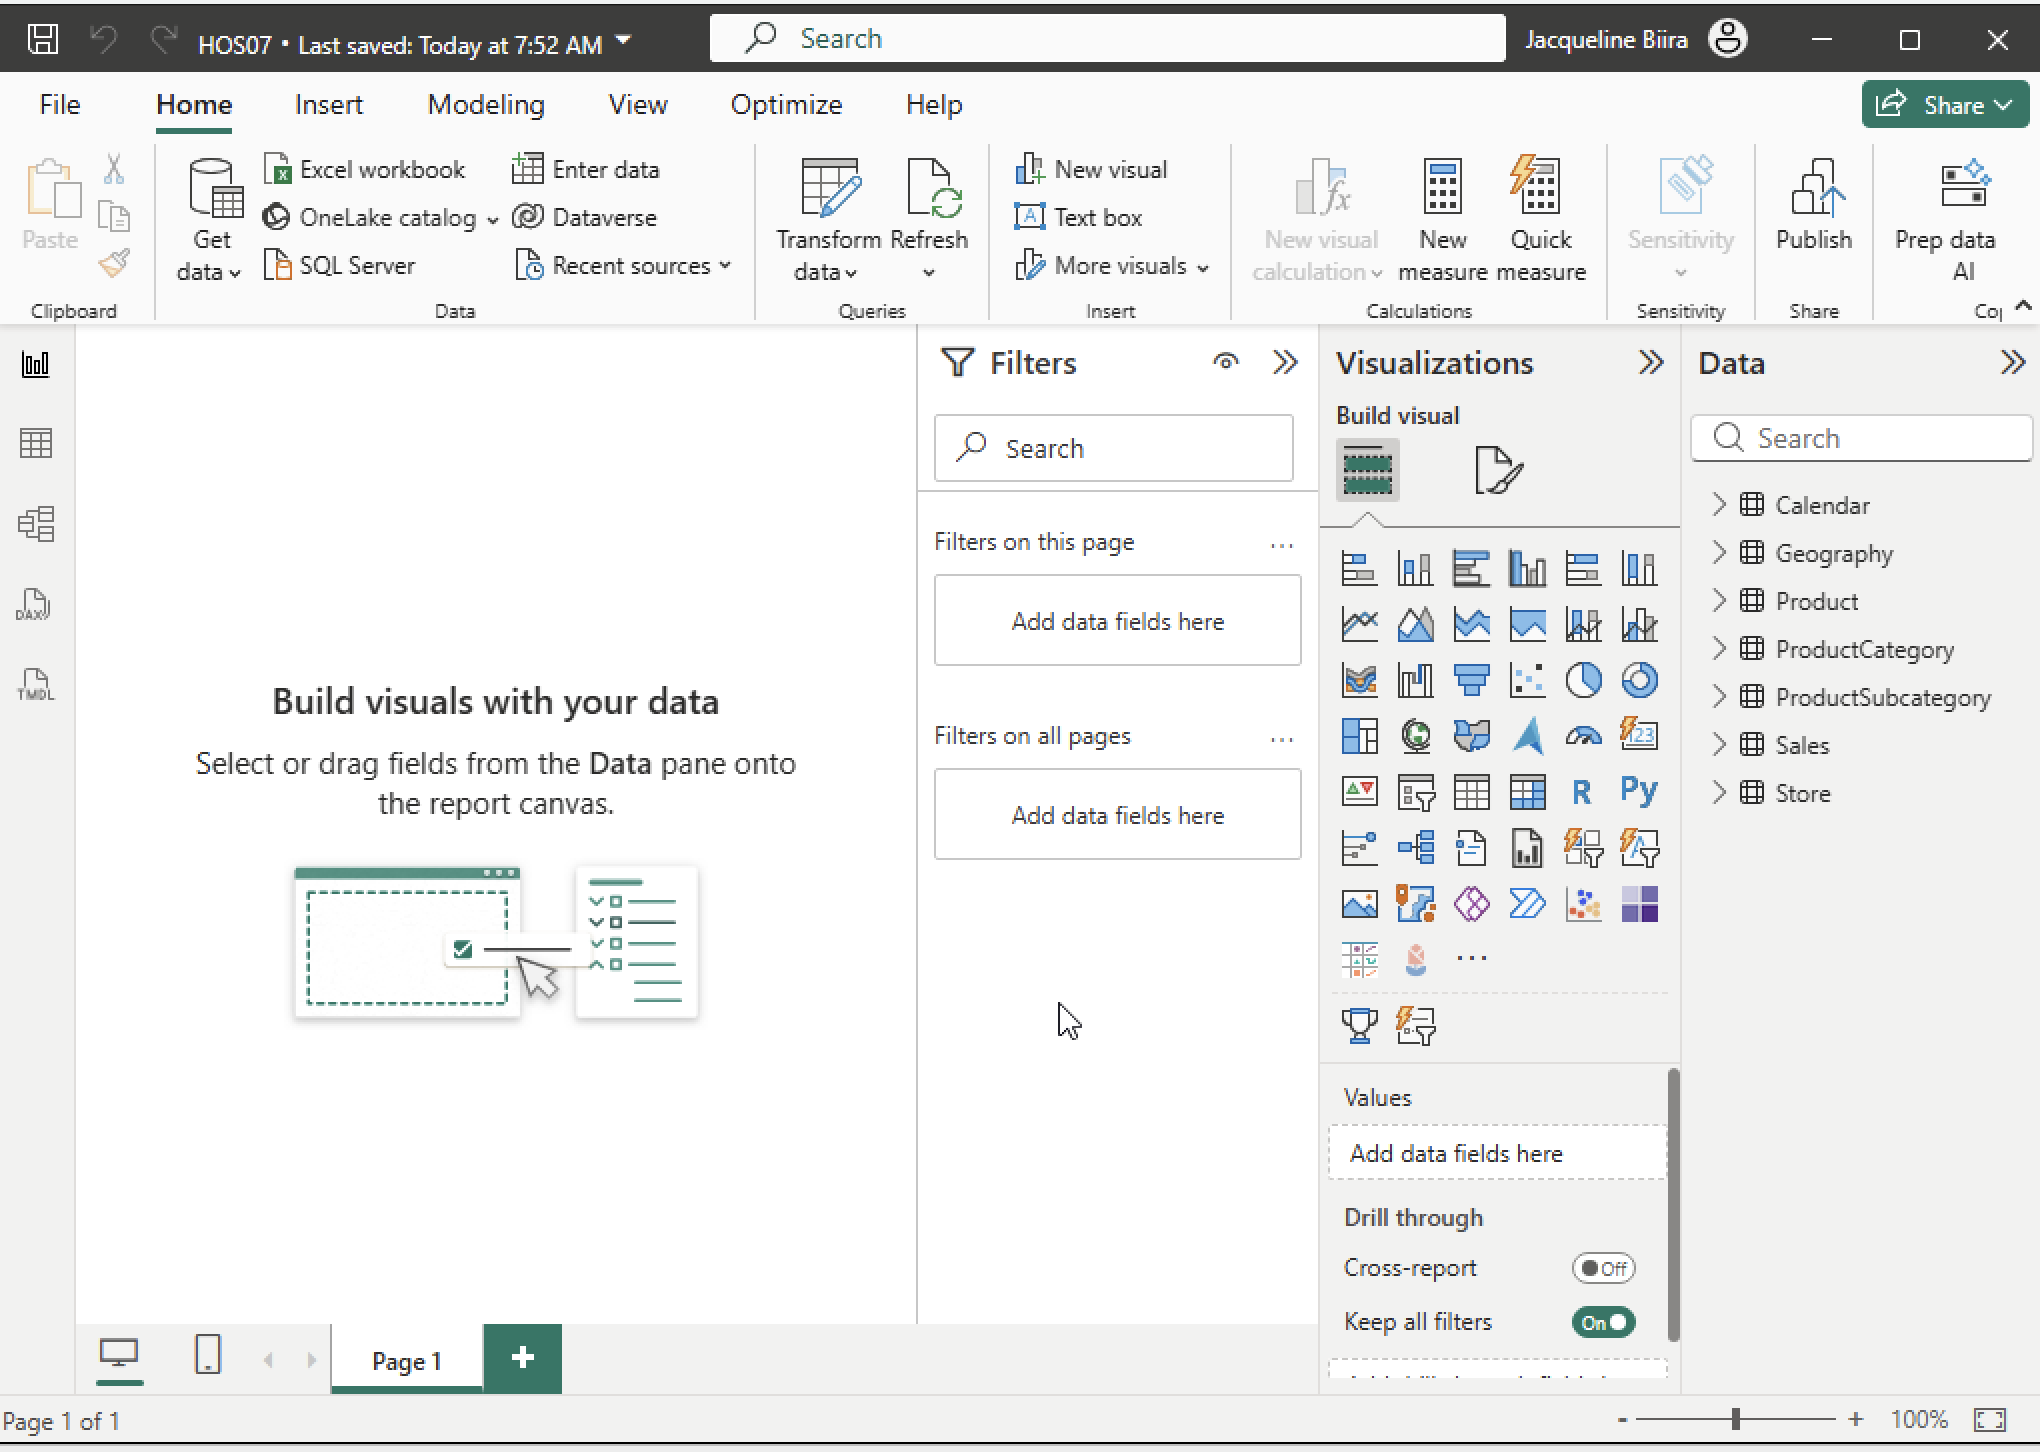 HOS07 • Last saved: Today at 7:52 AM
Search
Jacqueline Biira
File
Home
Insert
Modeling
View
Optimize
Help
Share
Paste
Clipboard
Get
data
Excel workbook
OneLake catalog
SQL Server
Enter data
Dataverse
Recent sources
Data
Transform
data
Refresh
Queries
New visual
Text box
More visuals
Insert
New visual
calculation
New
measure
Quick
measure
Calculations
Sensitivity
Sensitivity
Publish
Share
Prep data
AI
DAX
TMDL
Build visuals with your data
Select or drag fields from the Data pane onto
the report canvas.
Filters
Search
Filters on this page
...
Add data fields here
Filters on all pages
...
Add data fields here
Visualizations
Build visual
123
R
Py
...
Values
Add data fields here
Drill through
Cross-report
Off
Keep all filters
On
Data
Search
Calendar
Geography
Product
ProductCategory
ProductSubcategory
Sales
Store
Page 1
+
Page 1 of 1
- + 100%